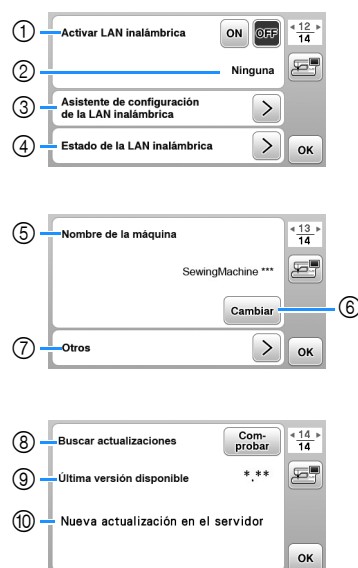 ① Activar LAN inalámbrica ON OFF 12
14
② Ninguna
③ Asistente de configuración
de la LAN inalámbrica >
④ Estado de la LAN inalámbrica > OK
⑤ Nombre de la máquina 13
14
SewingMachine ***
Cambiar ⑥
⑦ Otros > OK
⑧ Buscar actualizaciones Com-
probar 14
14
⑨ Última versión disponible *.**
⑩ Nueva actualización en el servidor
OK